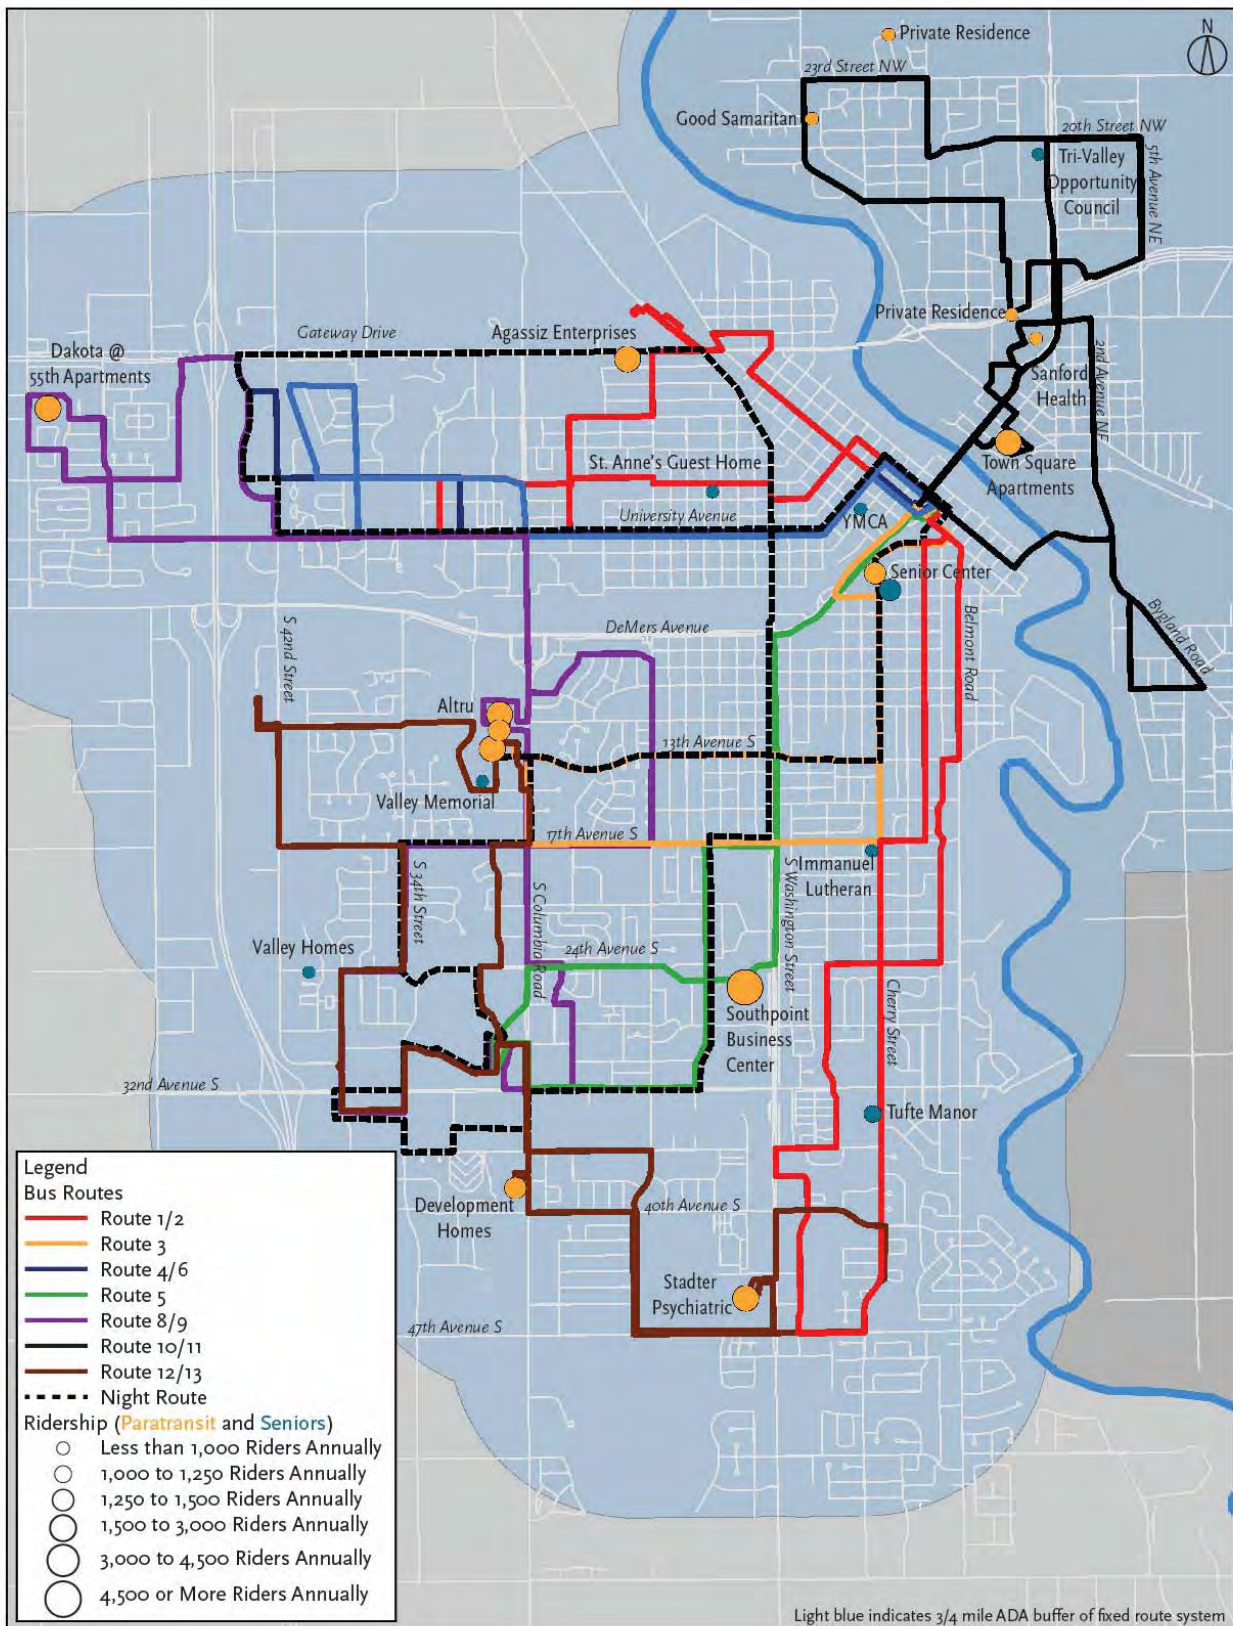 Private Residence
N
23rd Street NW
Good Samaritan
20th Street NW
Tri-Valley
Opportunity
Council
5th Avenue NE
Private Residence
Gateway Drive
Agassiz Enterprises
Dakota @
55th Apartments
Sanford
Health
2nd Avenue NE
St. Anne's Guest Home
Town Square
Apartments
University Avenue
YMCA
Senior Center
Belmont Road
Bygland Road
DeMers Avenue
S 42nd Street
Altru
13th Avenue S
Valley Memorial
17th Avenue S
Immanuel
Lutheran
S 34th Street
S Columbia Road
S Washington Street
24th Avenue S
Valley Homes
Cherry Street
Southpoint
Business
Center
32nd Avenue S
Tufte Manor
Development
Homes
40th Avenue S
Stadter
Psychiatric
47th Avenue S
Legend
Bus Routes
Route 1/2
Route 3
Route 4/6
Route 5
Route 8/9
Route 10/11
Route 12/13
Night Route
Ridership (Paratransit and Seniors)
Less than 1,000 Riders Annually
1,000 to 1,250 Riders Annually
1,250 to 1,500 Riders Annually
1,500 to 3,000 Riders Annually
3,000 to 4,500 Riders Annually
4,500 or More Riders Annually
Light blue indicates 3/4 mile ADA buffer of fixed route system